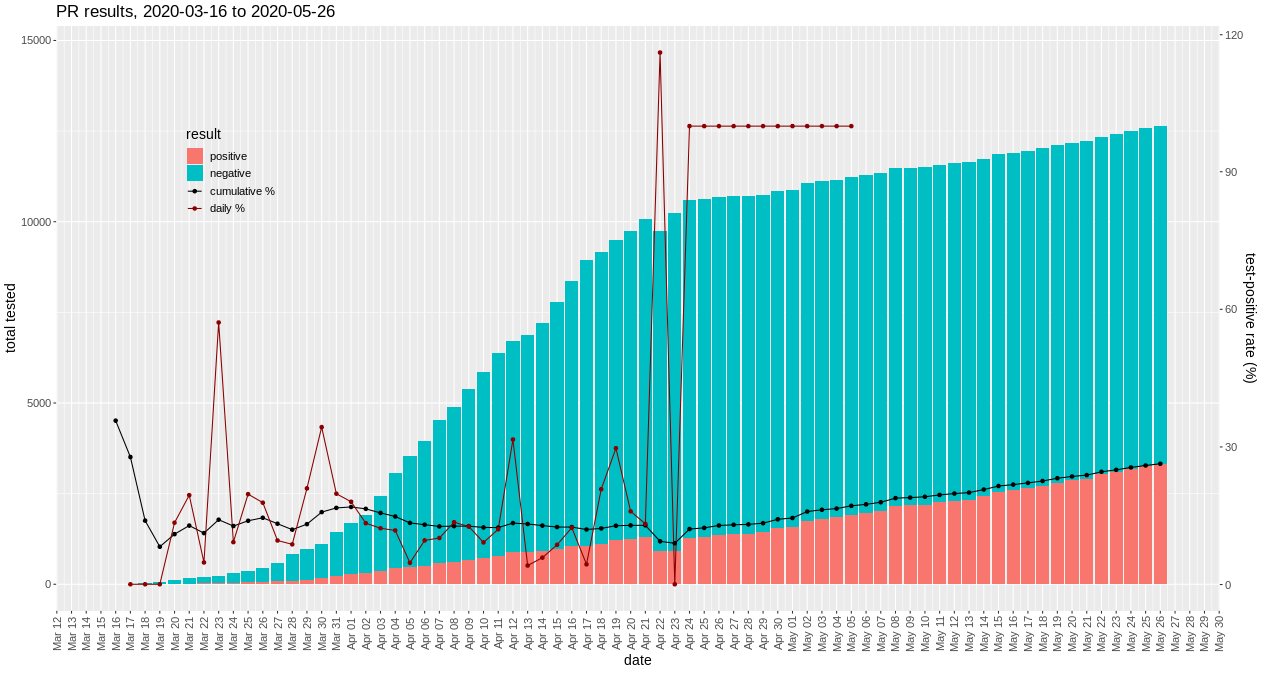 PR results, 2020-03-16 to 2020-05-26
15000
10000
5000
0
total tested
result
positive
negative
cumulative %
daily %
120
90
60
30
0
test-positive rate (%)
Mar 12
Mar 13
Mar 14
Mar 15
Mar 16
Mar 17
Mar 18
Mar 19
Mar 20
Mar 21
Mar 22
Mar 23
Mar 24
Mar 25
Mar 26
Mar 27
Mar 28
Mar 29
Mar 30
Mar 31
Apr 01
Apr 02
Apr 03
Apr 04
Apr 05
Apr 06
Apr 07
Apr 08
Apr 09
Apr 10
Apr 11
Apr 12
Apr 13
Apr 14
Apr 15
Apr 16
Apr 17
Apr 18
Apr 19
Apr 20
Apr 21
Apr 22
Apr 23
Apr 24
Apr 25
Apr 26
Apr 27
Apr 28
Apr 29
Apr 30
May 01
May 02
May 03
May 04
May 05
May 06
May 07
May 08
May 09
May 10
May 11
May 12
May 13
May 14
May 15
May 16
May 17
May 18
May 19
May 20
May 21
May 22
May 23
May 24
May 25
May 26
May 27
May 28
May 29
May 30
date